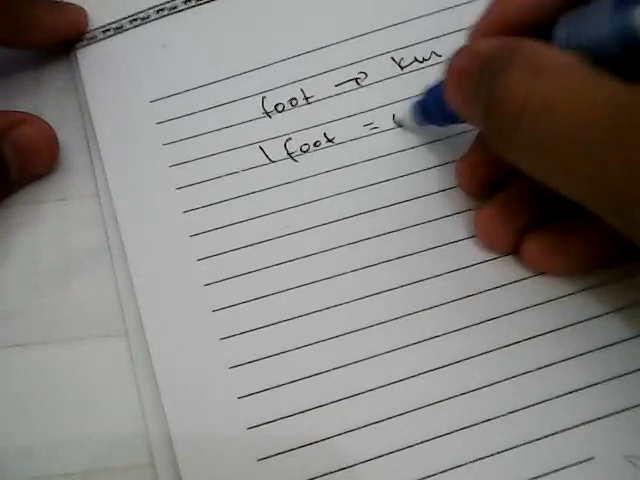 foot → km
1 foot =